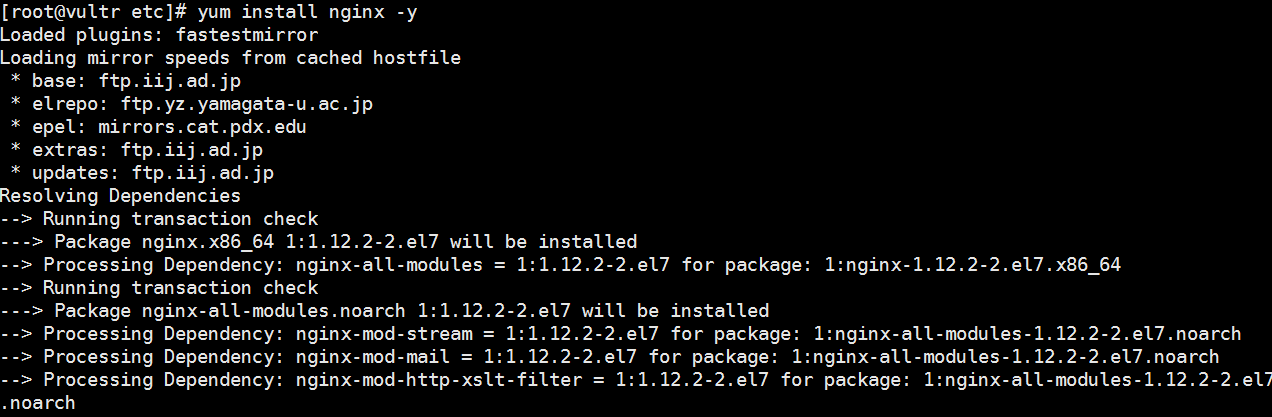 [root@vultr etc]# yum install nginx -y
Loaded plugins: fastestmirror
Loading mirror speeds from cached hostfile
 * base: ftp.iij.ad.jp
 * elrepo: ftp.yz.yamagata-u.ac.jp
 * epel: mirrors.cat.pdx.edu
 * extras: ftp.iij.ad.jp
 * updates: ftp.iij.ad.jp
Resolving Dependencies
--> Running transaction check
---> Package nginx.x86_64 1:1.12.2-2.el7 will be installed
--> Processing Dependency: nginx-all-modules = 1:1.12.2-2.el7 for package: 1:nginx-1.12.2-2.el7.x86_64
--> Running transaction check
---> Package nginx-all-modules.noarch 1:1.12.2-2.el7 will be installed
--> Processing Dependency: nginx-mod-stream = 1:1.12.2-2.el7 for package: 1:nginx-all-modules-1.12.2-2.el7.noarch
--> Processing Dependency: nginx-mod-mail = 1:1.12.2-2.el7 for package: 1:nginx-all-modules-1.12.2-2.el7.noarch
--> Processing Dependency: nginx-mod-http-xslt-filter = 1:1.12.2-2.el7 for package: 1:nginx-all-modules-1.12.2-2.el7
.noarch